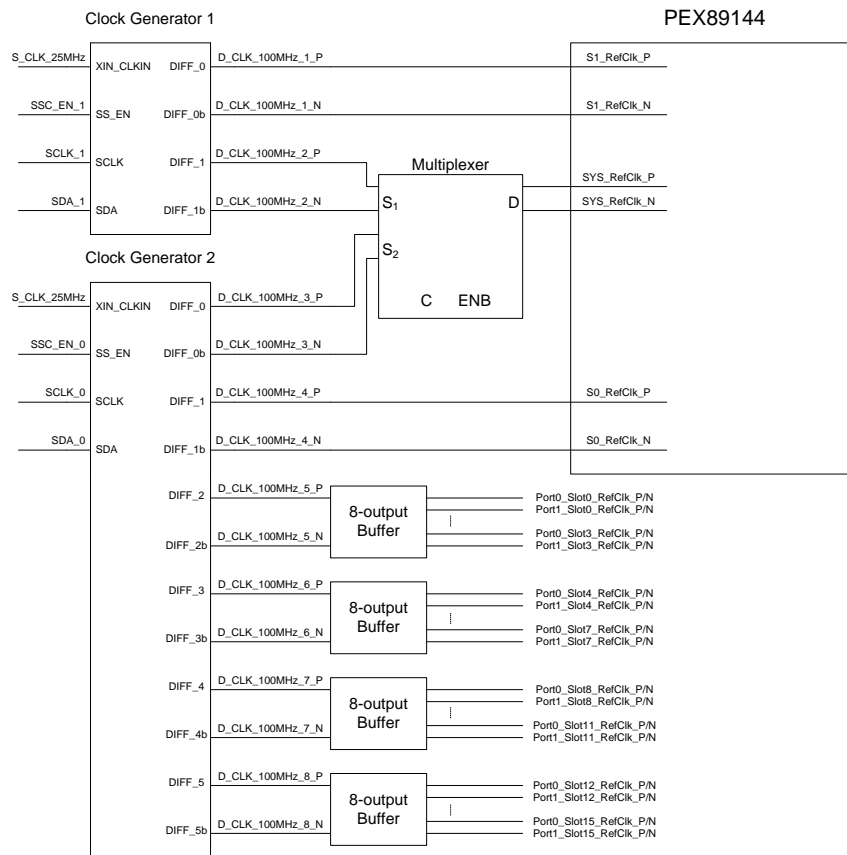 Clock Generator 1
PEX89144
S_CLK_25MHz
XIN_CLKIN
DIFF_0
D_CLK_100MHz_1_P
S1_RefClk_P
SSC_EN_1
SS_EN
DIFF_0b
D_CLK_100MHz_1_N
S1_RefClk_N
SCLK_1
SCLK
DIFF_1
D_CLK_100MHz_2_P
Multiplexer
SYS_RefClk_P
SDA_1
SDA
DIFF_1b
D_CLK_100MHz_2_N
S1
D
SYS_RefClk_N
S2
Clock Generator 2
C ENB
S_CLK_25MHz
XIN_CLKIN
DIFF_0
D_CLK_100MHz_3_P
SSC_EN_0
SS_EN
DIFF_0b
D_CLK_100MHz_3_N
SCLK_0
SCLK
DIFF_1
D_CLK_100MHz_4_P
S0_RefClk_P
SDA_0
SDA
DIFF_1b
D_CLK_100MHz_4_N
S0_RefClk_N
DIFF_2
D_CLK_100MHz_5_P
8-output
Buffer
Port0_Slot0_RefClk_P/N
Port1_Slot0_RefClk_P/N
DIFF_2b
D_CLK_100MHz_5_N
Port0_Slot3_RefClk_P/N
Port1_Slot3_RefClk_P/N
DIFF_3
D_CLK_100MHz_6_P
8-output
Buffer
Port0_Slot4_RefClk_P/N
Port1_Slot4_RefClk_P/N
DIFF_3b
D_CLK_100MHz_6_N
Port0_Slot7_RefClk_P/N
Port1_Slot7_RefClk_P/N
DIFF_4
D_CLK_100MHz_7_P
8-output
Buffer
Port0_Slot8_RefClk_P/N
Port1_Slot8_RefClk_P/N
DIFF_4b
D_CLK_100MHz_7_N
Port0_Slot11_RefClk_P/N
Port1_Slot11_RefClk_P/N
DIFF_5
D_CLK_100MHz_8_P
8-output
Buffer
Port0_Slot12_RefClk_P/N
Port1_Slot12_RefClk_P/N
DIFF_5b
D_CLK_100MHz_8_N
Port0_Slot15_RefClk_P/N
Port1_Slot15_RefClk_P/N